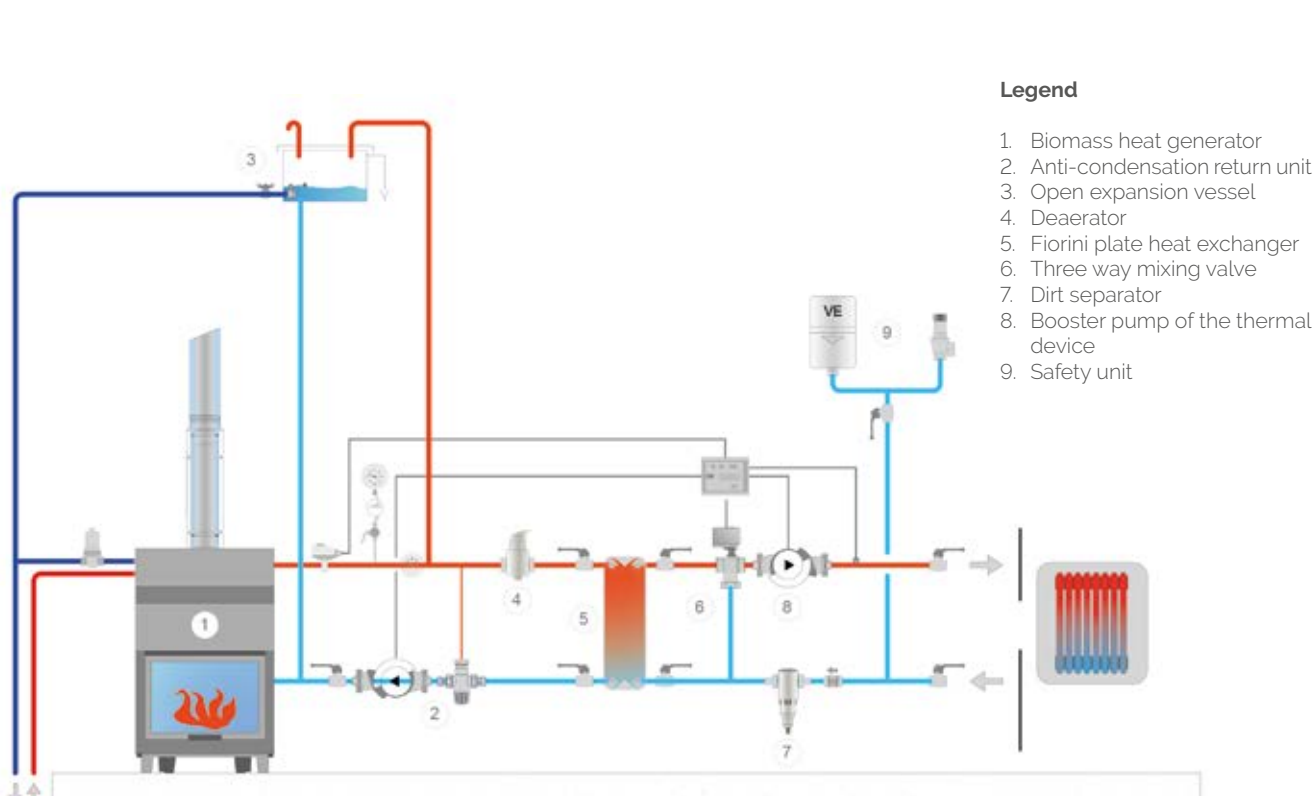 Legend
1. Biomass heat generator
2. Anti-condensation return unit
3. Open expansion vessel
4. Deaerator
5. Fiorini plate heat exchanger
6. Three way mixing valve
7. Dirt separator
8. Booster pump of the thermal
device
9. Safety unit
3
VE
9
1
4
5
6
8
2
7